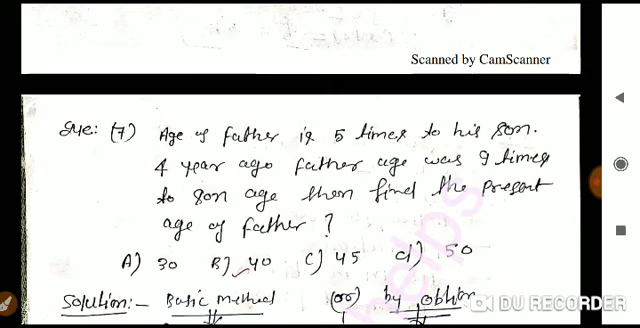 Scanned by CamScanner
Que: (7) Age of father is 5 times to his son.
4 year ago father age was 9 times
to son age then find the present
age of father ?
A) 30 B) 40 C) 45 d) 50
Solution:- Basic method (or) by obtion
DU RECORDER